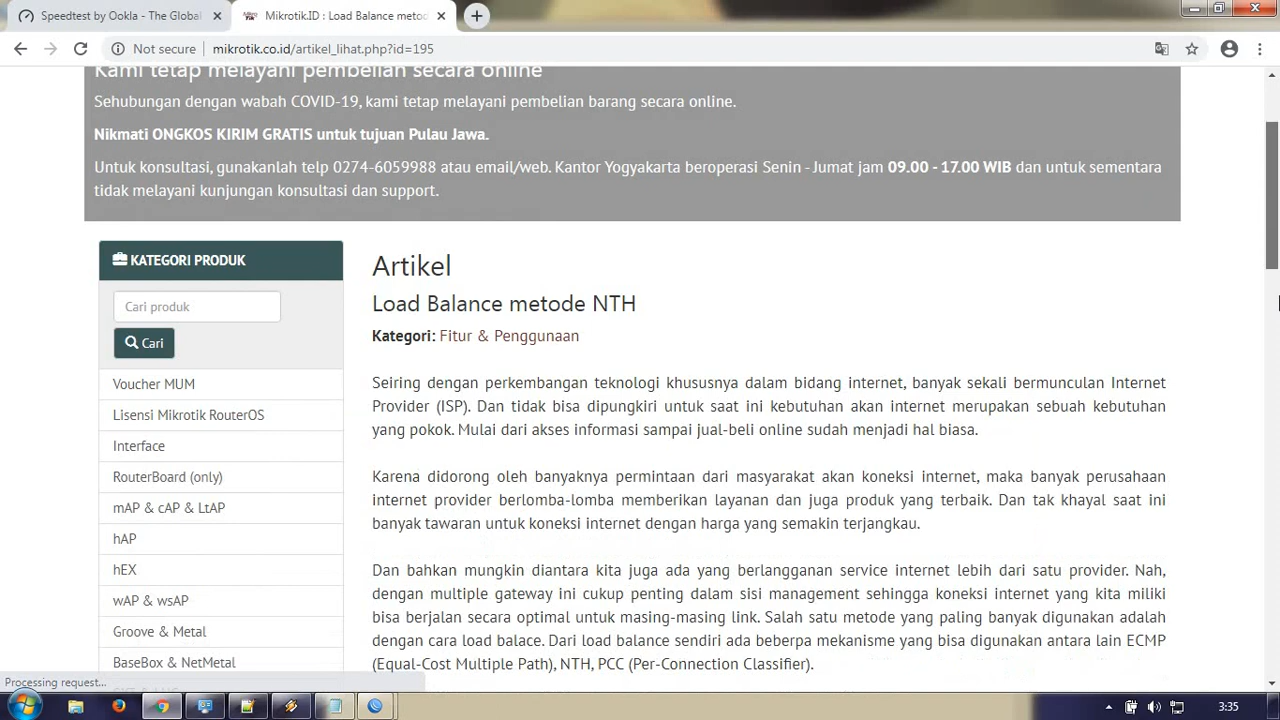 Speedtest by Ookla - The Global
Mikrotik.ID : Load Balance metod
Not secure
mikrotik.co.id/artikel_lihat.php?id=195
Kami tetap melayani pembelian secara online
Sehubungan dengan wabah COVID-19, kami tetap melayani pembelian barang secara online.
Nikmati ONGKOS KIRIM GRATIS untuk tujuan Pulau Jawa.
Untuk konsultasi, gunakanlah telp 0274-6059988 atau email/web. Kantor Yogyakarta beroperasi Senin - Jumat jam 09.00 - 17.00 WIB dan untuk sementara
tidak melayani kunjungan konsultasi dan support.
KATEGORI PRODUK
Cari produk
Cari
Voucher MUM
Lisensi Mikrotik RouterOS
Interface
RouterBoard (only)
mAP & cAP & LtAP
hAP
hEX
wAP & wsAP
Groove & Metal
BaseBox & NetMetal
Artikel
Load Balance metode NTH
Kategori: Fitur & Penggunaan
Seiring dengan perkembangan teknologi khususnya dalam bidang internet, banyak sekali bermunculan Internet
Provider (ISP). Dan tidak bisa dipungkiri untuk saat ini kebutuhan akan internet merupakan sebuah kebutuhan
yang pokok. Mulai dari akses informasi sampai jual-beli online sudah menjadi hal biasa.
Karena didorong oleh banyaknya permintaan dari masyarakat akan koneksi internet, maka banyak perusahaan
internet provider berlomba-lomba memberikan layanan dan juga produk yang terbaik. Dan tak khayal saat ini
banyak tawaran untuk koneksi internet dengan harga yang semakin terjangkau.
Dan bahkan mungkin diantara kita juga ada yang berlangganan service internet lebih dari satu provider. Nah,
dengan multiple gateway ini cukup penting dalam sisi management sehingga koneksi internet yang kita miliki
bisa berjalan secara optimal untuk masing-masing link. Salah satu metode yang paling banyak digunakan adalah
dengan cara load balace. Dari load balance sendiri ada beberpa mekanisme yang bisa digunakan antara lain ECMP
(Equal-Cost Multiple Path), NTH, PCC (Per-Connection Classifier).
Processing request...
3:35